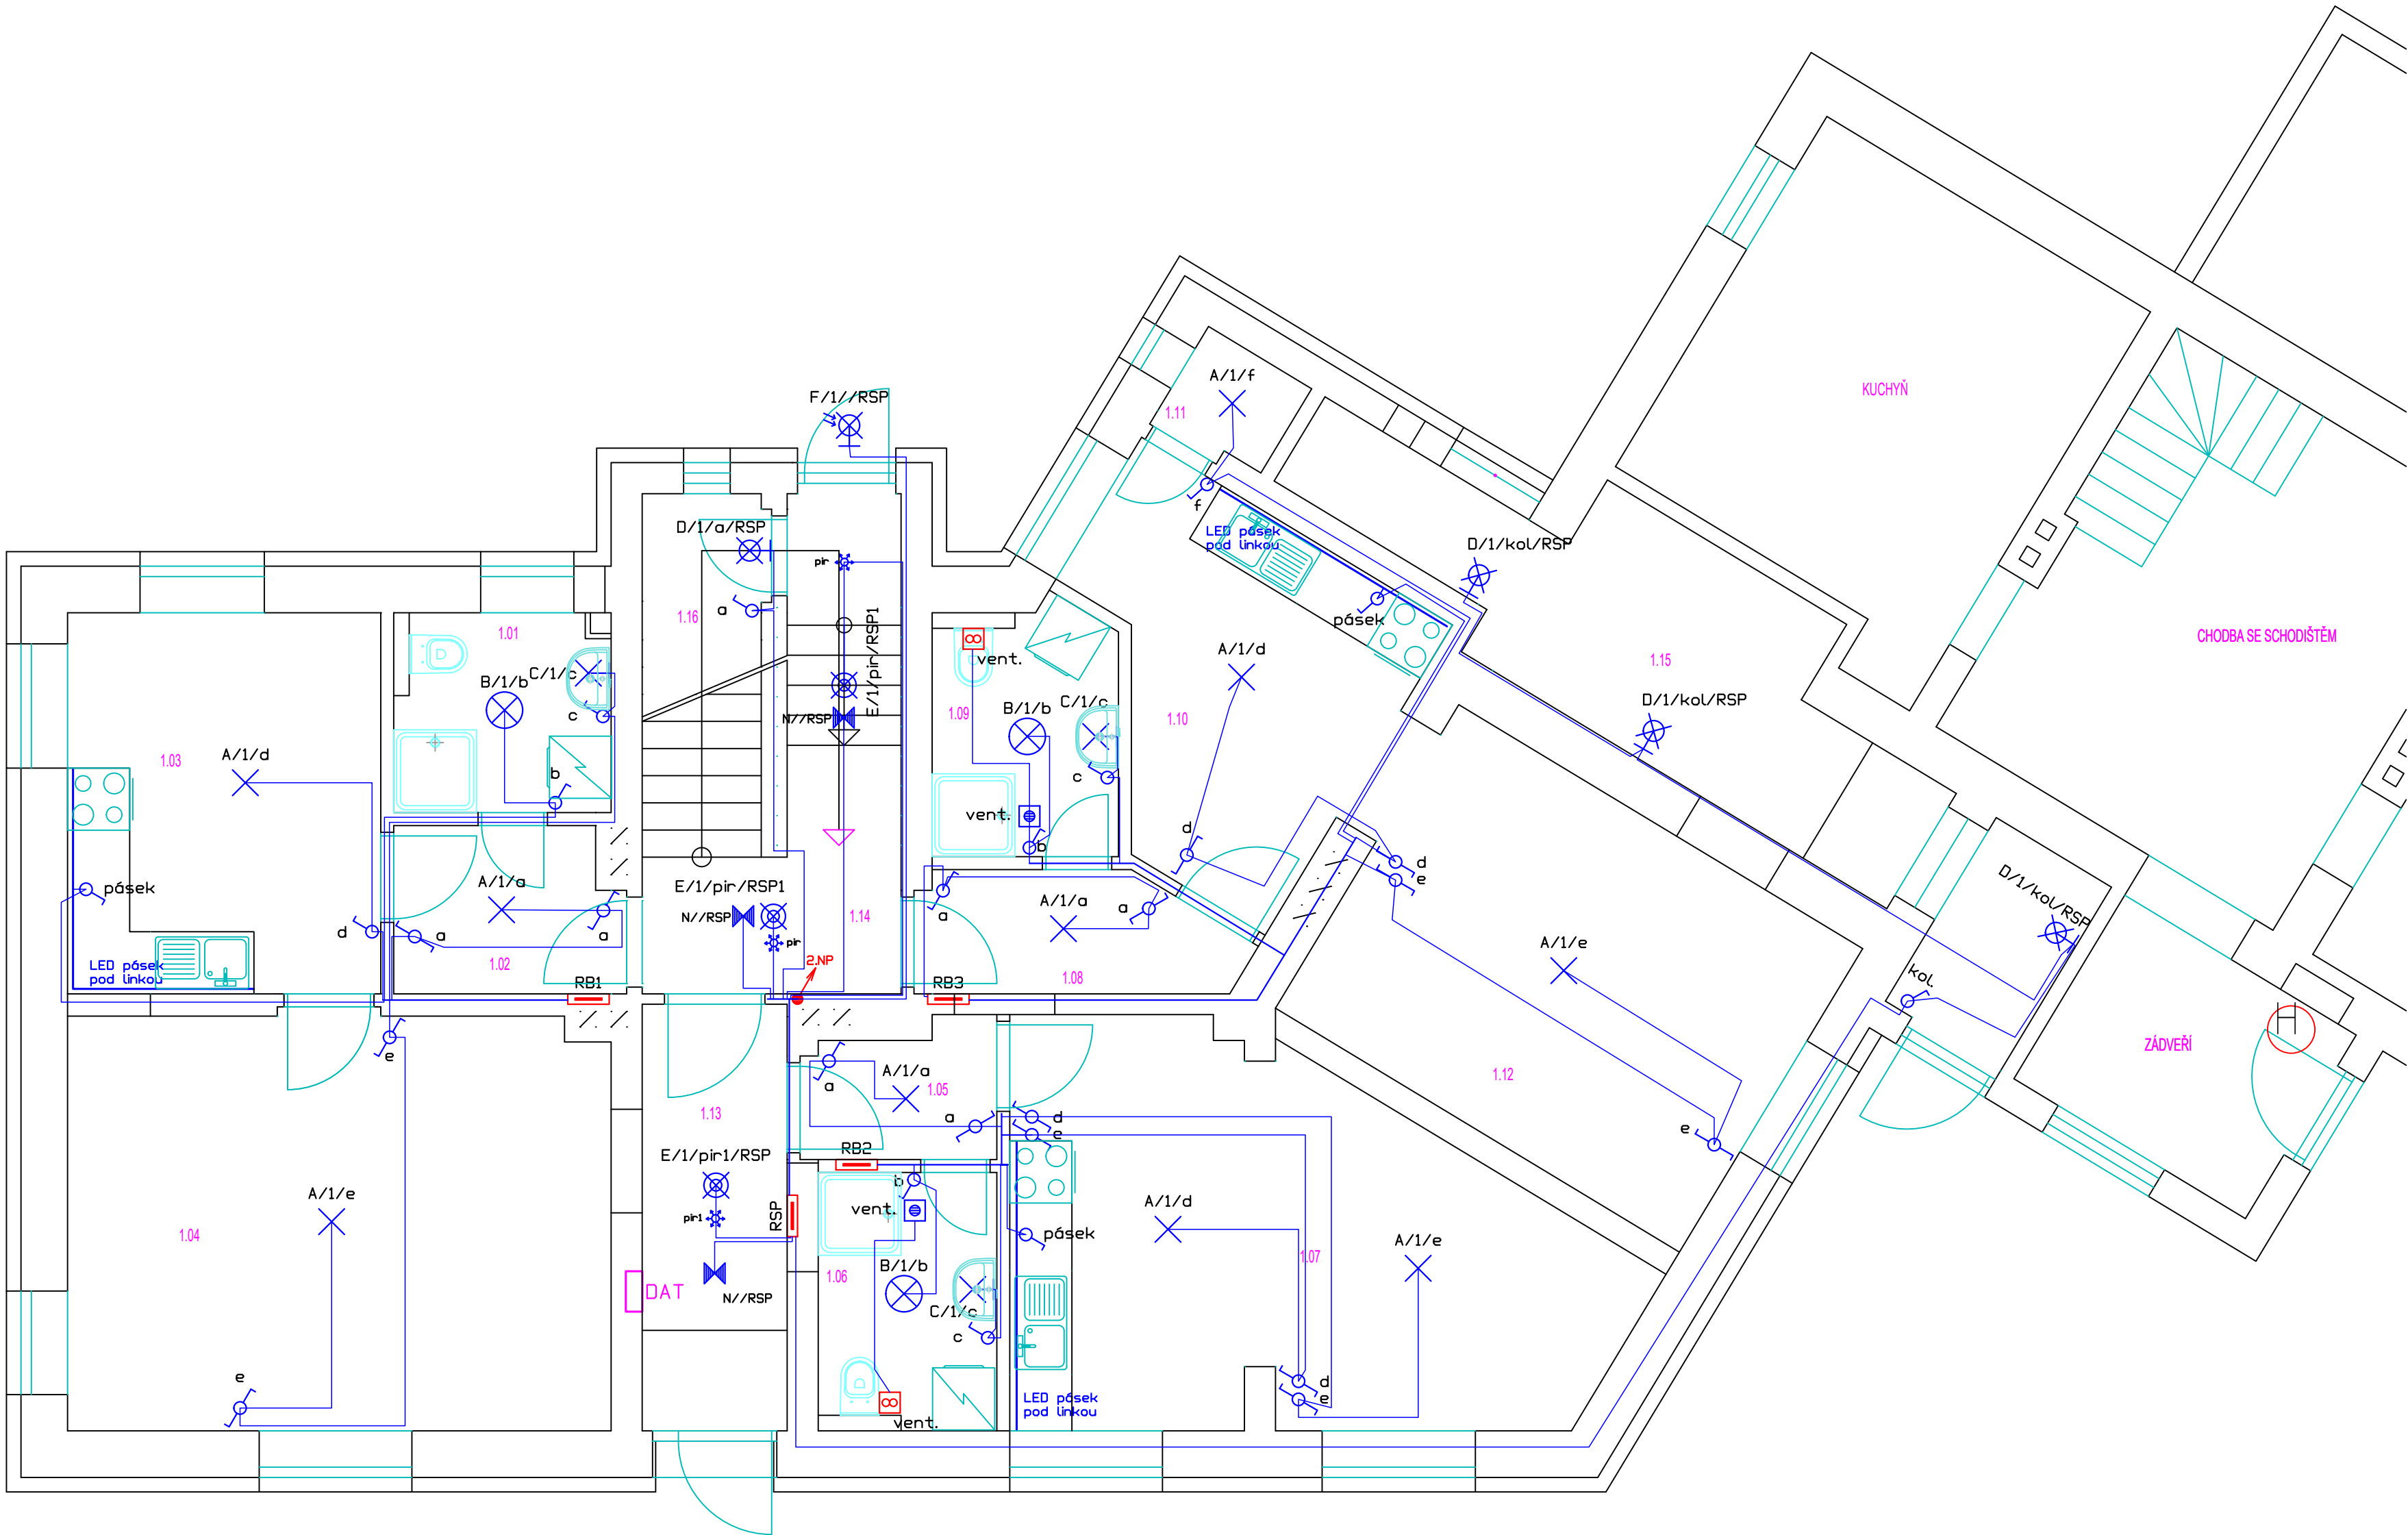 KUCHYŇ
A/1/f
1.11
F/1//RSP
f
LED pásek
pod linkou
D/1/a/RSP
D/1/kol/RSP
pir
a
1.16
pásek
E/1/pir/RSP1
1.01
CHODBA SE SCHODIŠTĚM
vent.
A/1/d
1.15
C/1/c
B/1/b
c
D/1/kol/RSP
C/1/c
B/1/b
1.09
N//RSP
1.10
1.03
A/1/d
b
c
vent.
d
b
d
e
D/1/kol/RSP
pásek
A/1/a
E/1/pir/RSP1
A/1/a
a
N//RSP
1.14
a
a
d
a
a
pir
A/1/e
2.NP
kol.
LED pásek
pod linkou
1.02
RB1
RB3
1.08
H
ZÁDVEŘÍ
e
a
A/1/a
1.05
1.12
1.13
a
d
e
e
RB2
E/1/pir1/RSP
b
A/1/e
vent.
A/1/d
pir1
RSP
1.04
pásek
A/1/e
1.07
B/1/b
1.06
DAT
N//RSP
C/1/c
c
e
d
e
LED pásek
pod linkou
vent.